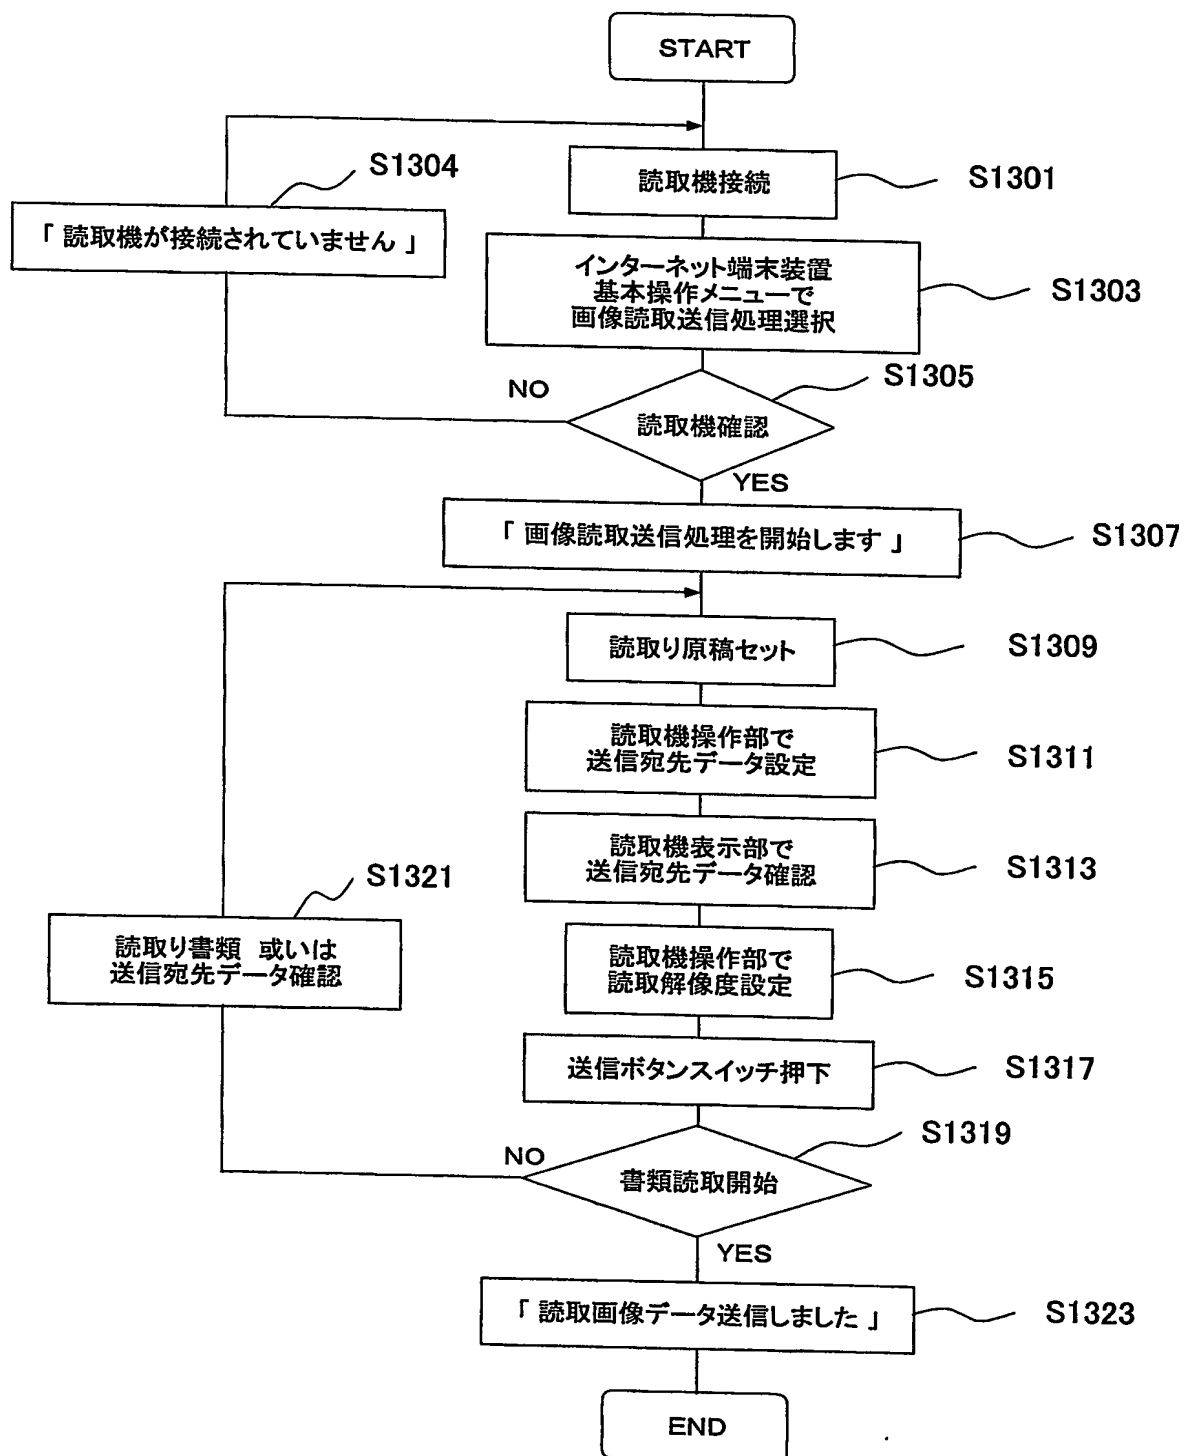 START
S1304
読取機接続
S1301
「 読取機が接続されていません 」
インターネット端末装置
基本操作メニューで
画像読取送信処理選択
S1303
NO
S1305
読取機確認
YES
「 画像読取送信処理を開始します 」
S1307
読取り原稿セット
S1309
読取機操作部で
送信宛先データ設定
S1311
読取機表示部で
送信宛先データ確認
S1313
S1321
読取り書類 或いは
送信宛先データ確認
読取機操作部で
読取解像度設定
S1315
送信ボタンスイッチ押下
S1317
S1319
NO
書類読取開始
YES
「 読取画像データ送信しました 」
S1323
END